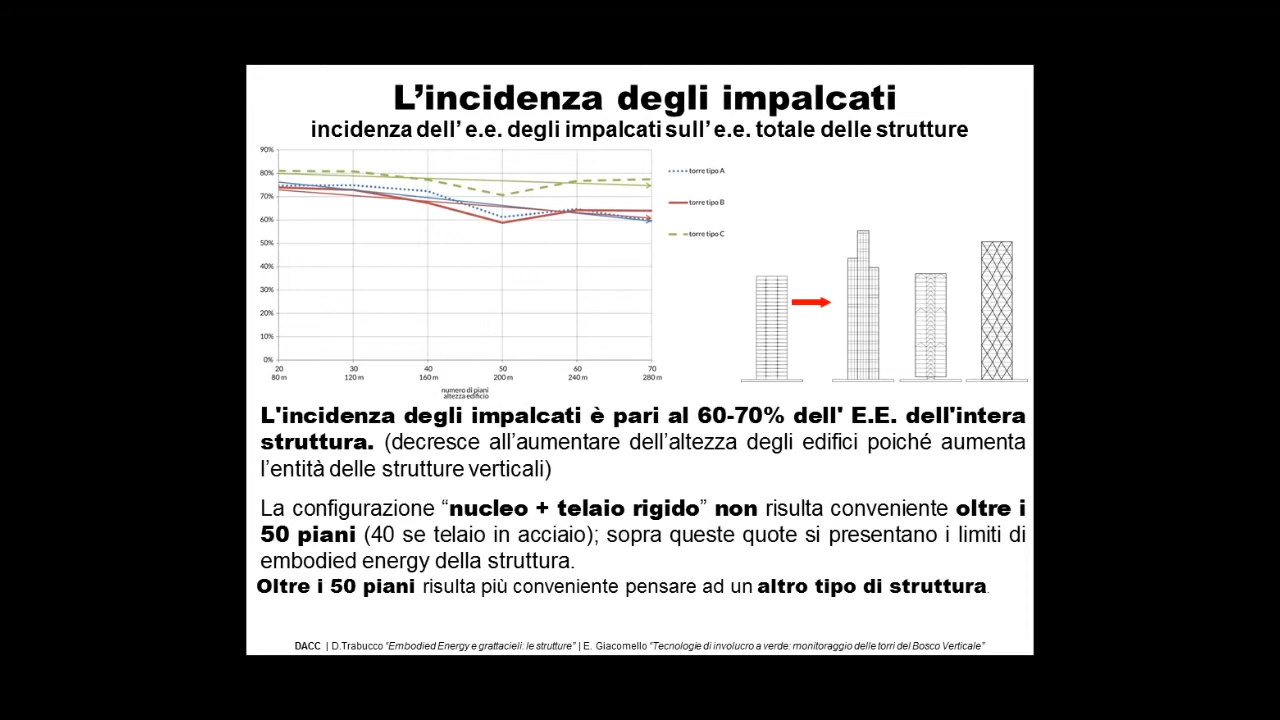 L’incidenza degli impalcati
incidenza dell’ e.e. degli impalcati sull’ e.e. totale delle strutture
90%
80%
70%
60%
50%
40%
30%
20%
10%
0%
20 30 40 50 60 70
80 m 120 m 160 m 200 m 240 m 280 m
numero di piani
altezza edificio
torre tipo A
torre tipo B
torre tipo C
L'incidenza degli impalcati è pari al 60-70% dell' E.E. dell'intera
struttura. (decresce all’aumentare dell’altezza degli edifici poiché aumenta
l’entità delle strutture verticali)
La configurazione “nucleo + telaio rigido” non risulta conveniente oltre i
50 piani (40 se telaio in acciaio); sopra queste quote si presentano i limiti di
embodied energy della struttura.
Oltre i 50 piani risulta più conveniente pensare ad un altro tipo di struttura.
DACC | D.Trabucco “Embodied Energy e grattacieli: le strutture” | E. Giacomello “Tecnologie di involucro a verde: monitoraggio delle torri del Bosco Verticale”